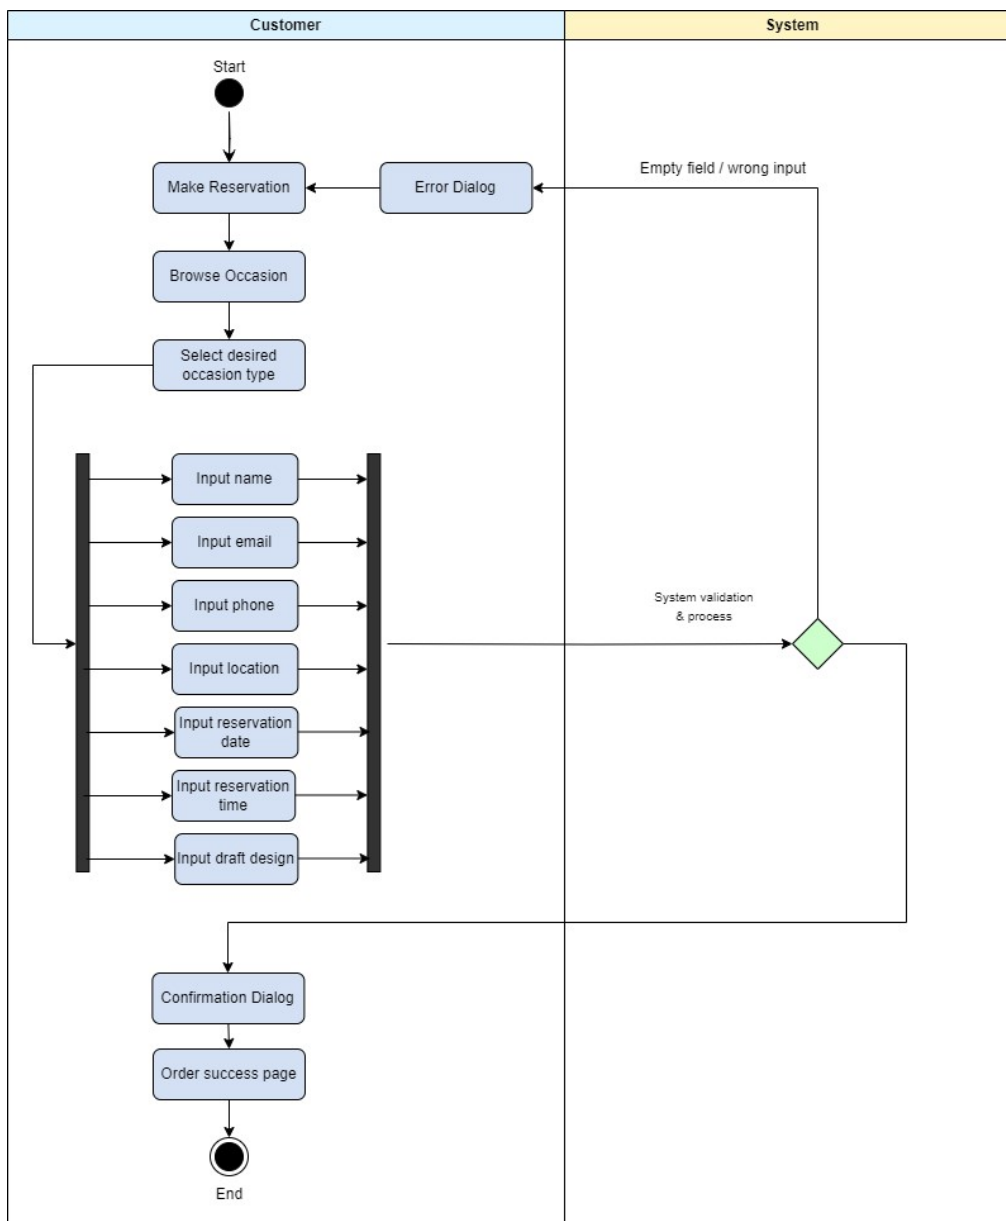 Customer
System
Start
Make Reservation
Error Dialog
Empty field / wrong input
Browse Occasion
Select desired
occasion type
Input name
Input email
Input phone
System validation
& process
Input location
Input reservation
date
Input reservation
time
Input draft design
Confirmation Dialog
Order success page
End